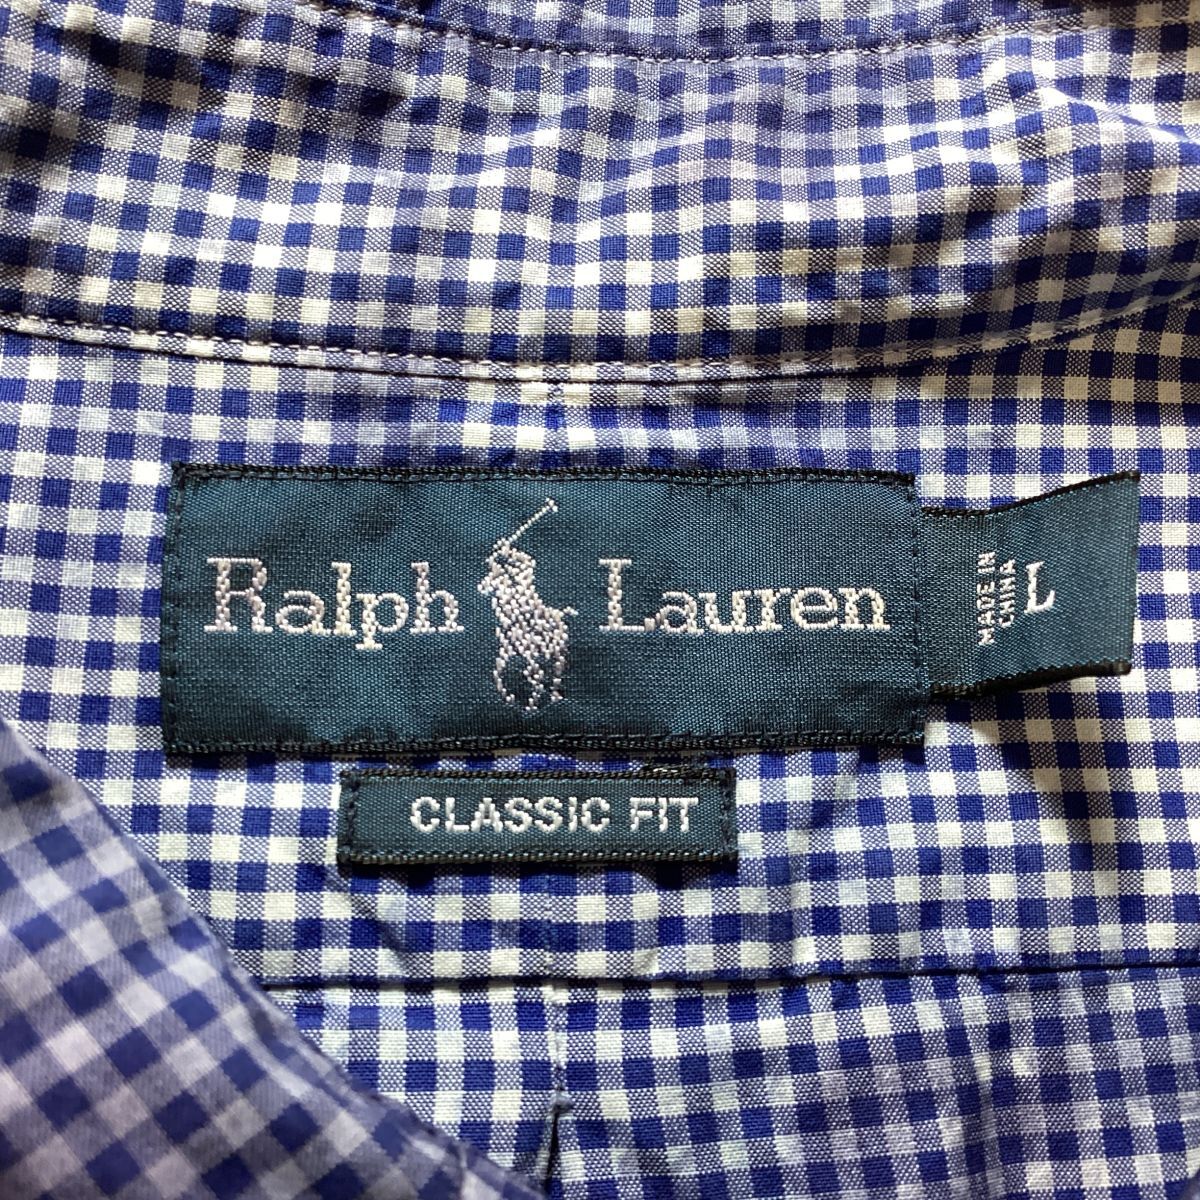 Ralph Lauren
MADE IN
CHINA
L
CLASSIC FIT